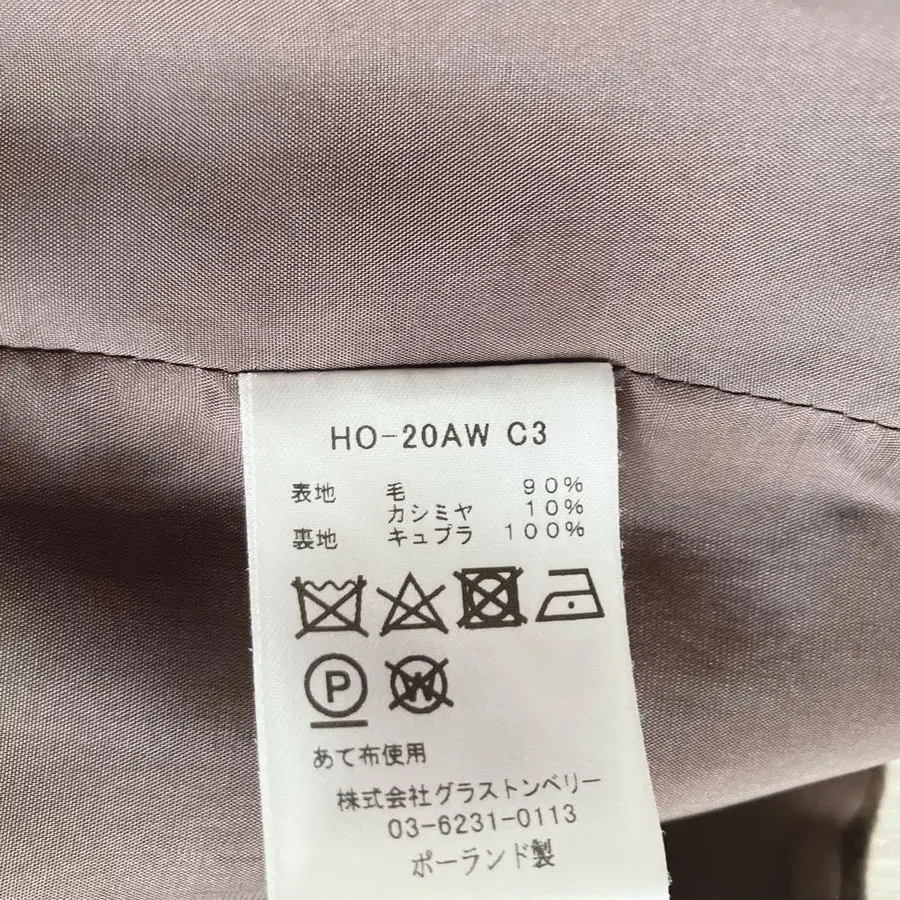 HO-20AW C3
表地 毛 90%
カシミヤ 10%
裏地 キュプラ 100%
P W
あて布使用
株式会社グラストンベリー
03-6231-0113
ポーランド製